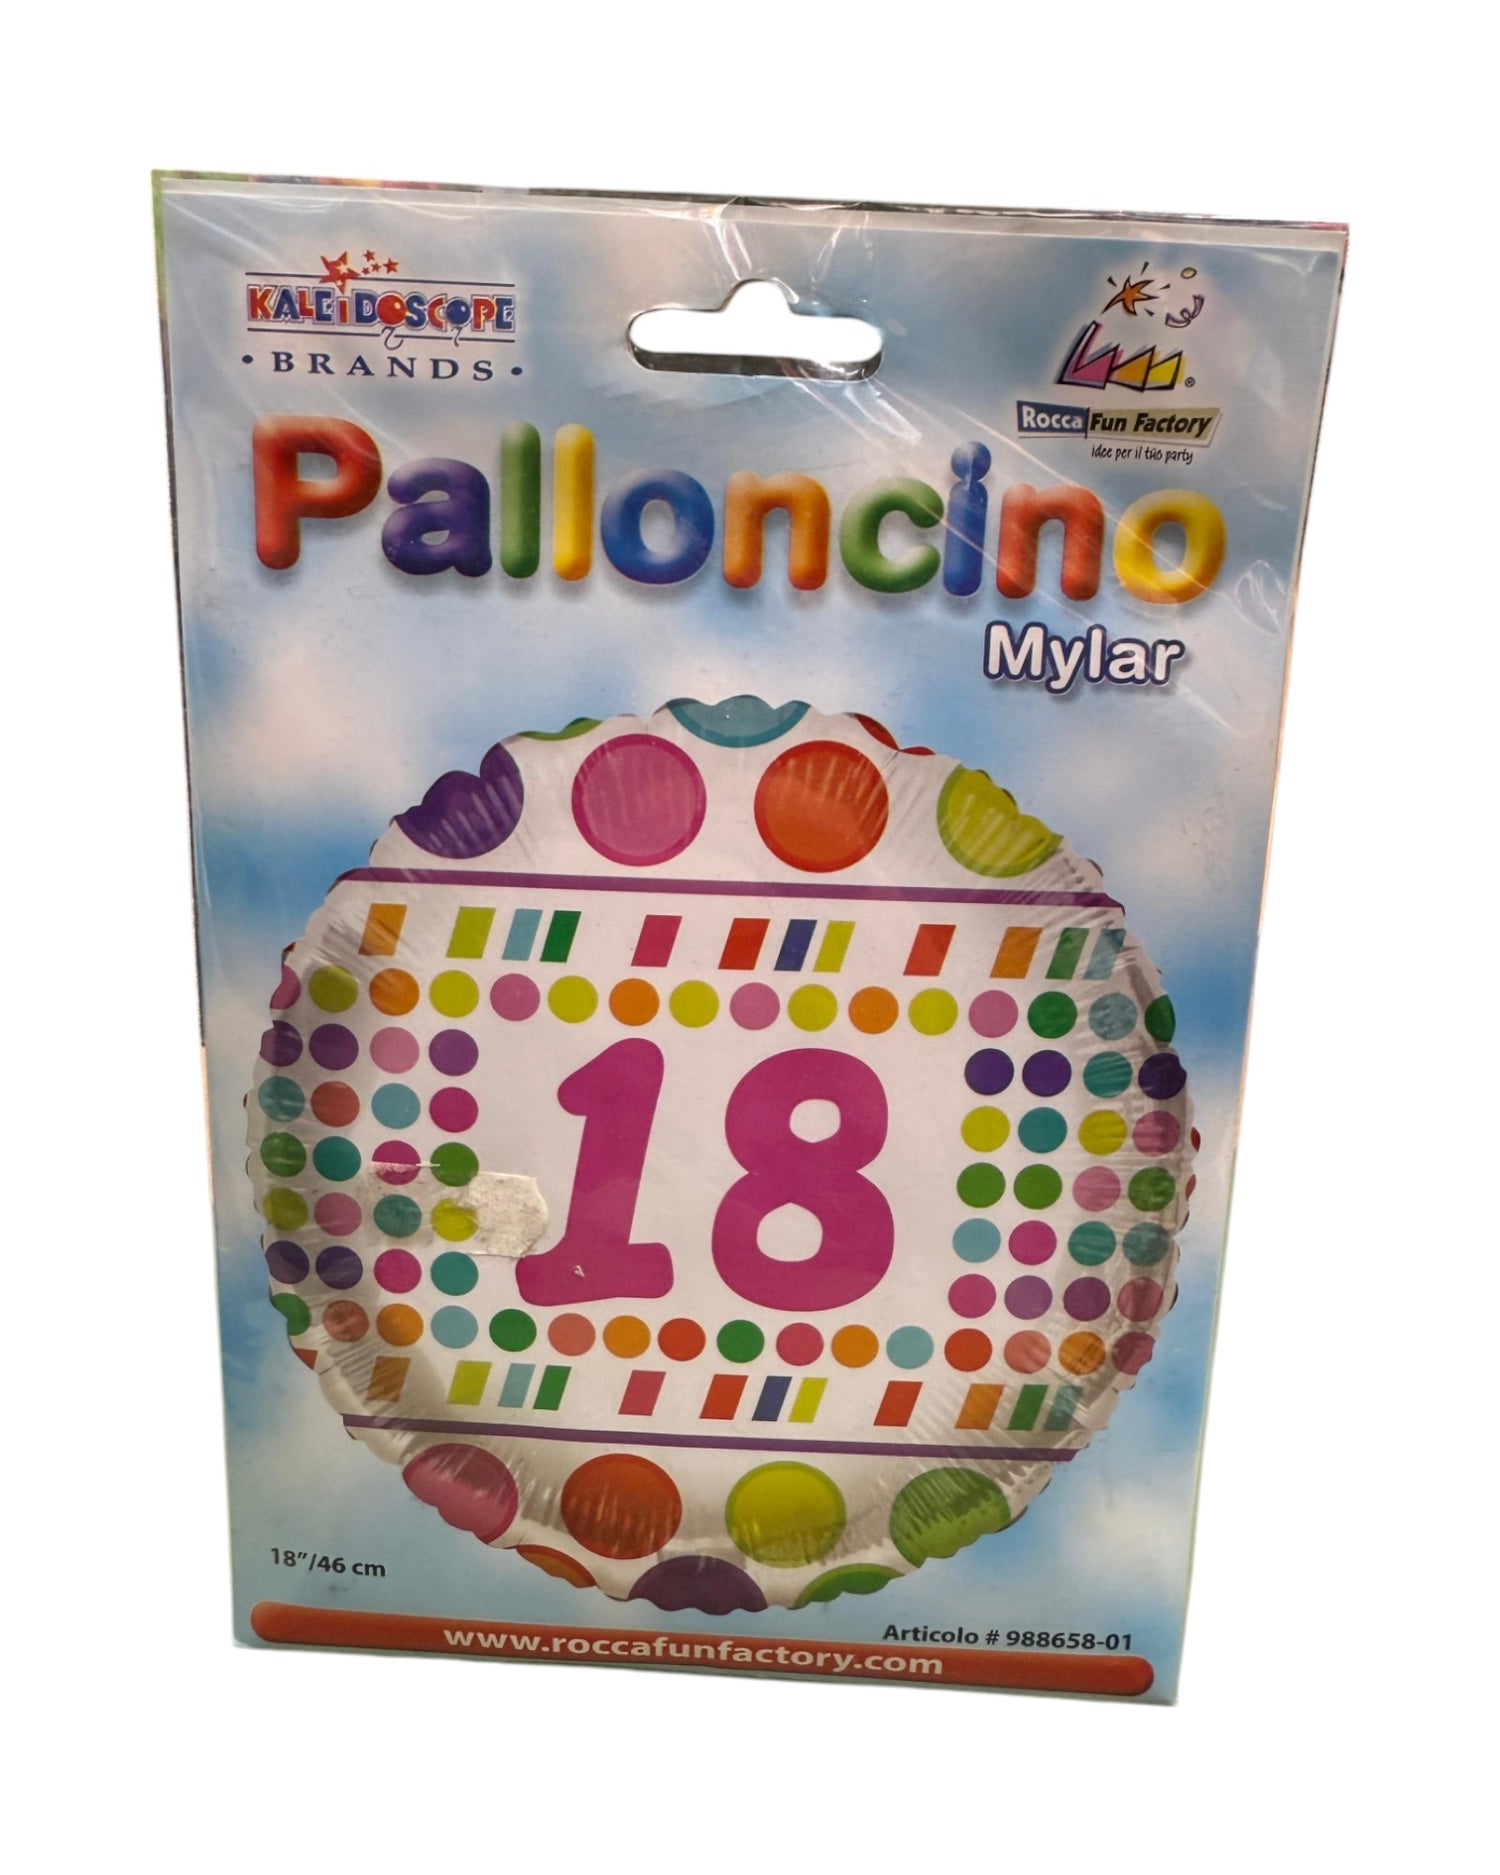 KALEIDOSCOPE
• BRANDS •
Rocca Fun Factory
idee per il tuo party
®
Palloncino
Mylar
18
18"/46 cm
Articolo # 988658-01
www.roccafunfactory.com